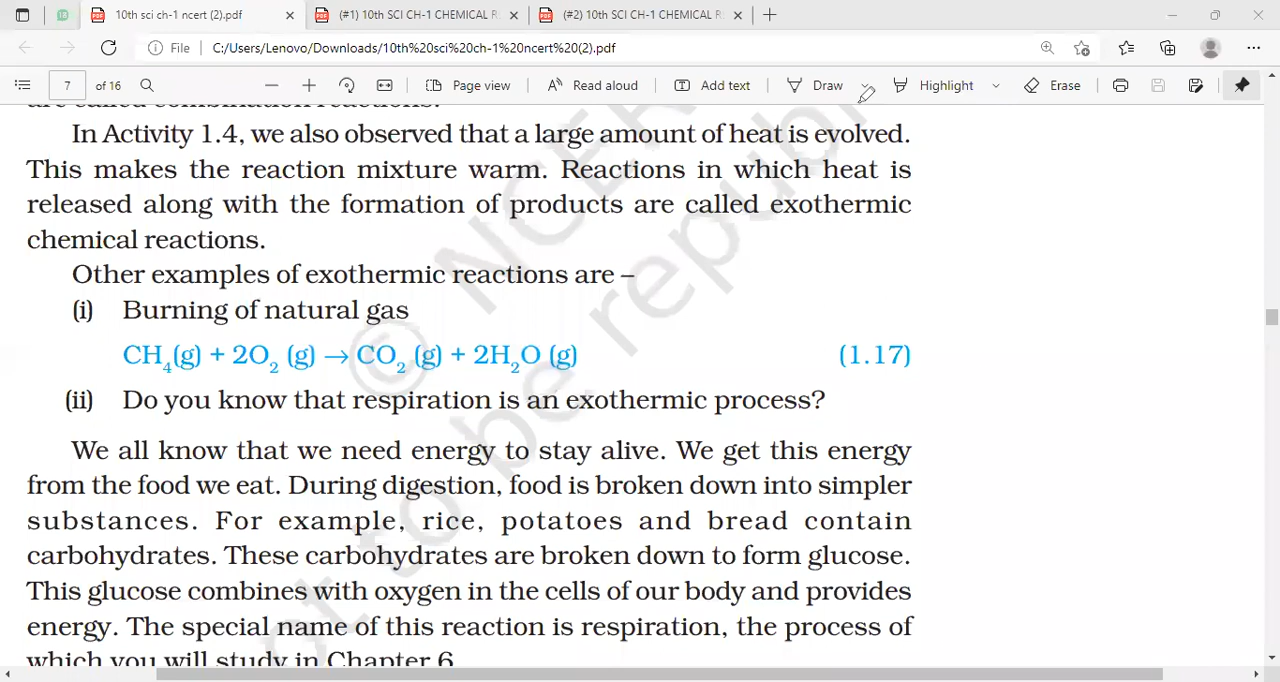 10th sci ch-1 ncert (2).pdf
(#1) 10th SCI CH-1 CHEMICAL R
(#2) 10th SCI CH-1 CHEMICAL R
File
C:/Users/Lenovo/Downloads/10th%20sci%20ch-1%20ncert%20(2).pdf
7 of 16
Page view
Read aloud
Add text
Draw
Highlight
Erase
are called combination reactions.
In Activity 1.4, we also observed that a large amount of heat is evolved.
This makes the reaction mixture warm. Reactions in which heat is
released along with the formation of products are called exothermic
chemical reactions.
Other examples of exothermic reactions are –
(i) Burning of natural gas
CH₄(g) + 2O₂ (g) → CO₂ (g) + 2H₂O (g) (1.17)
(ii) Do you know that respiration is an exothermic process?
We all know that we need energy to stay alive. We get this energy
from the food we eat. During digestion, food is broken down into simpler
substances. For example, rice, potatoes and bread contain
carbohydrates. These carbohydrates are broken down to form glucose.
This glucose combines with oxygen in the cells of our body and provides
energy. The special name of this reaction is respiration, the process of
which you will study in Chapter 6.
© NCER
not to be republi